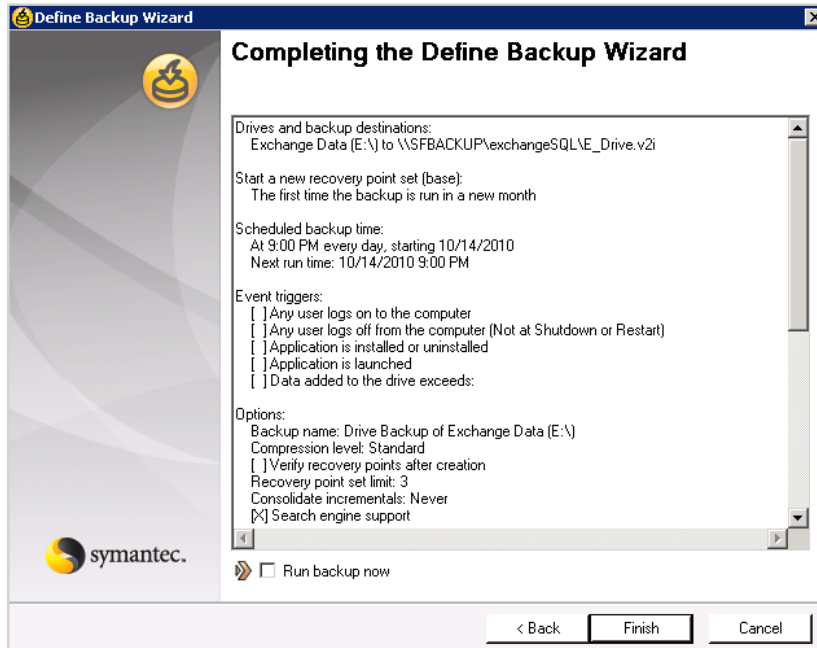 Define Backup Wizard
Completing the Define Backup Wizard
Drives and backup destinations:
Exchange Data (E:\) to \\SFBACKUP\exchangeSQL\E_Drive.v2i
Start a new recovery point set (base):
The first time the backup is run in a new month
Scheduled backup time:
At 9:00 PM every day, starting 10/14/2010
Next run time: 10/14/2010 9:00 PM
Event triggers:
[ ] Any user logs on to the computer
[ ] Any user logs off from the computer (Not at Shutdown or Restart)
[ ] Application is installed or uninstalled
[ ] Application is launched
[ ] Data added to the drive exceeds:
Options:
Backup name: Drive Backup of Exchange Data (E:\)
Compression level: Standard
[ ] Verify recovery points after creation
Recovery point set limit: 3
Consolidate incrementals: Never
[X] Search engine support
symantec.
Run backup now
< Back Finish Cancel